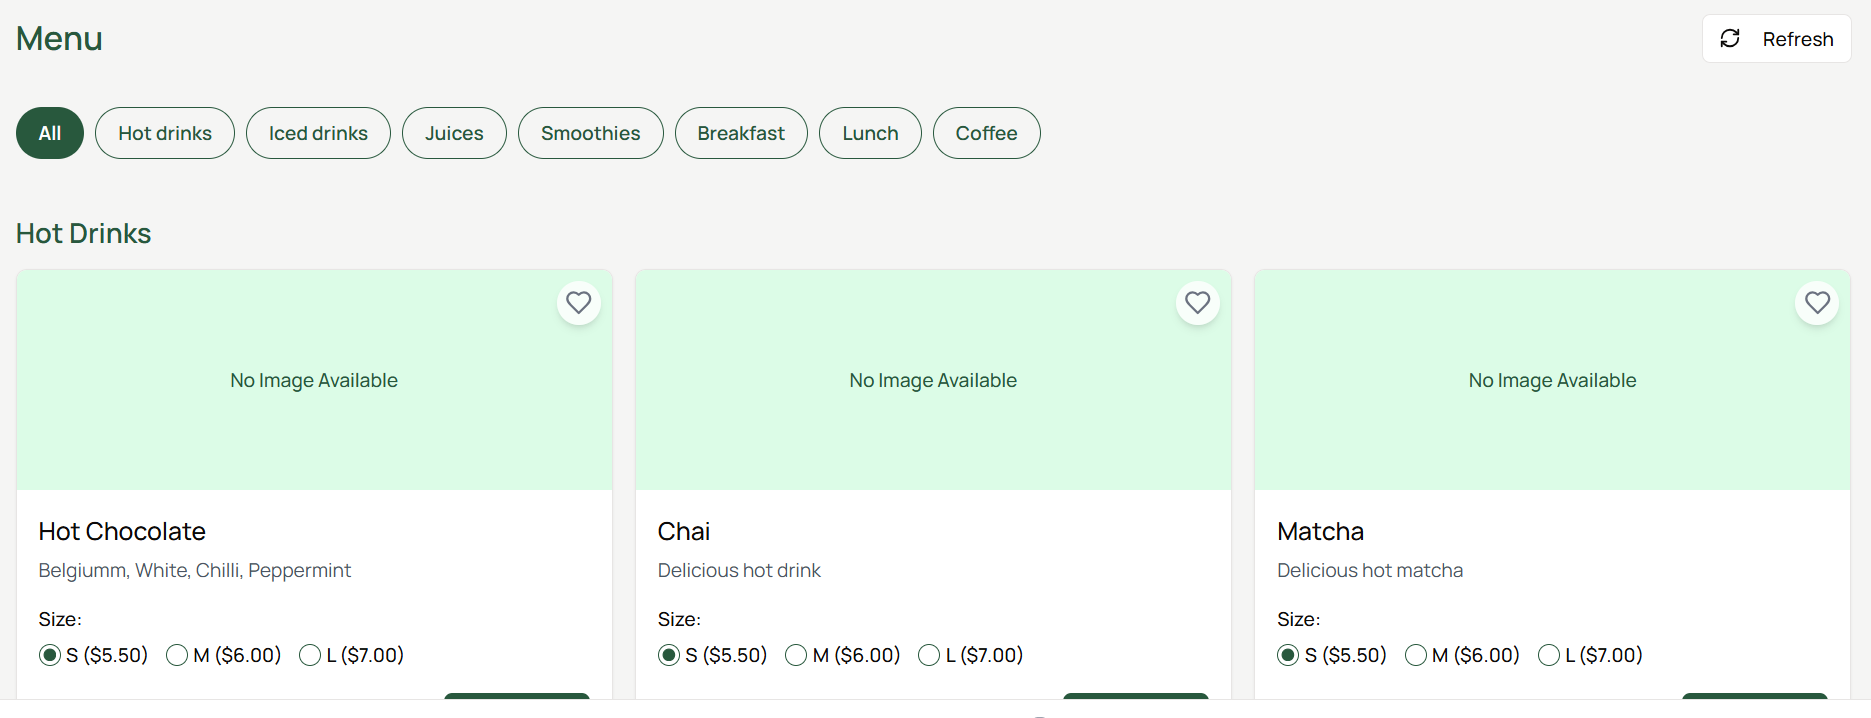 Menu
Refresh
All
Hot drinks
Iced drinks
Juices
Smoothies
Breakfast
Lunch
Coffee
Hot Drinks
No Image Available
No Image Available
No Image Available
Hot Chocolate
Belgiumm, White, Chilli, Peppermint
Size:
S ($5.50) M ($6.00) L ($7.00)
Chai
Delicious hot drink
Size:
S ($5.50) M ($6.00) L ($7.00)
Matcha
Delicious hot matcha
Size:
S ($5.50) M ($6.00) L ($7.00)